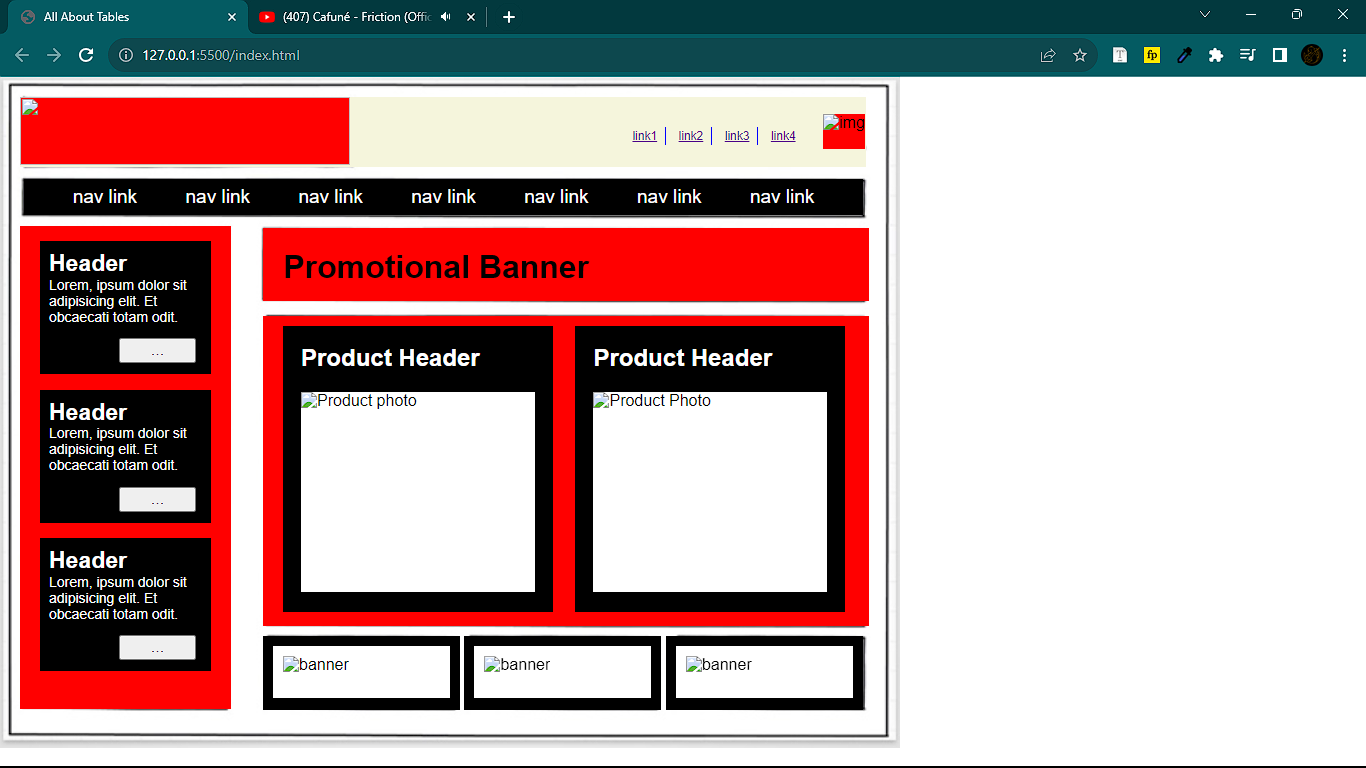 All About Tables
(407) Cafuné - Friction (Offic
127.0.0.1:5500/index.html
T
fp
link1 link2 link3 link4
img
nav link nav link nav link nav link nav link nav link nav link
Header
Lorem, ipsum dolor sit
adipisicing elit. Et
obcaecati totam odit.
...
Header
Lorem, ipsum dolor sit
adipisicing elit. Et
obcaecati totam odit.
...
Header
Lorem, ipsum dolor sit
adipisicing elit. Et
obcaecati totam odit.
...
Promotional Banner
Product Header
Product photo
Product Header
Product Photo
banner
banner
banner